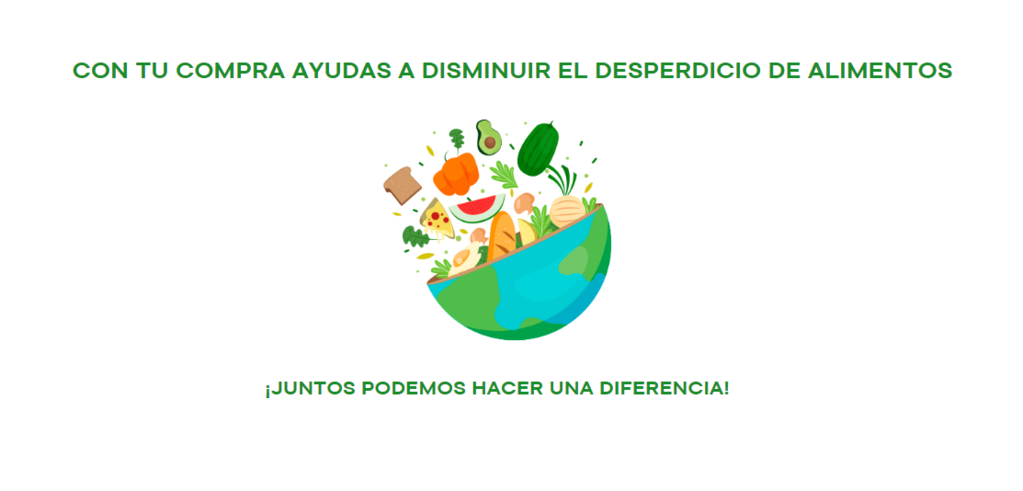 CON TU COMPRA AYUDAS A DISMINUIR EL DESPERDICIO DE ALIMENTOS
¡JUNTOS PODEMOS HACER UNA DIFERENCIA!